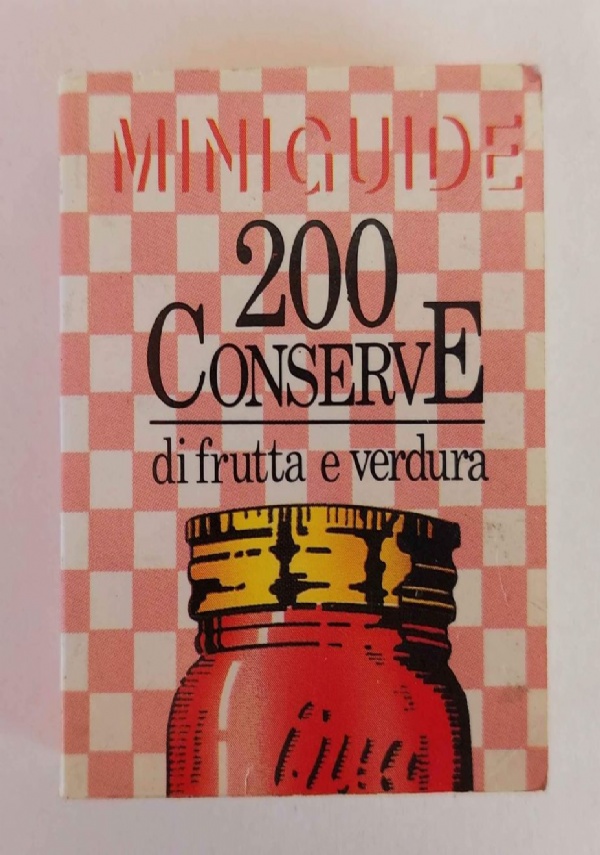 MINIGUIDE
200
CONSERVE
di frutta e verdura